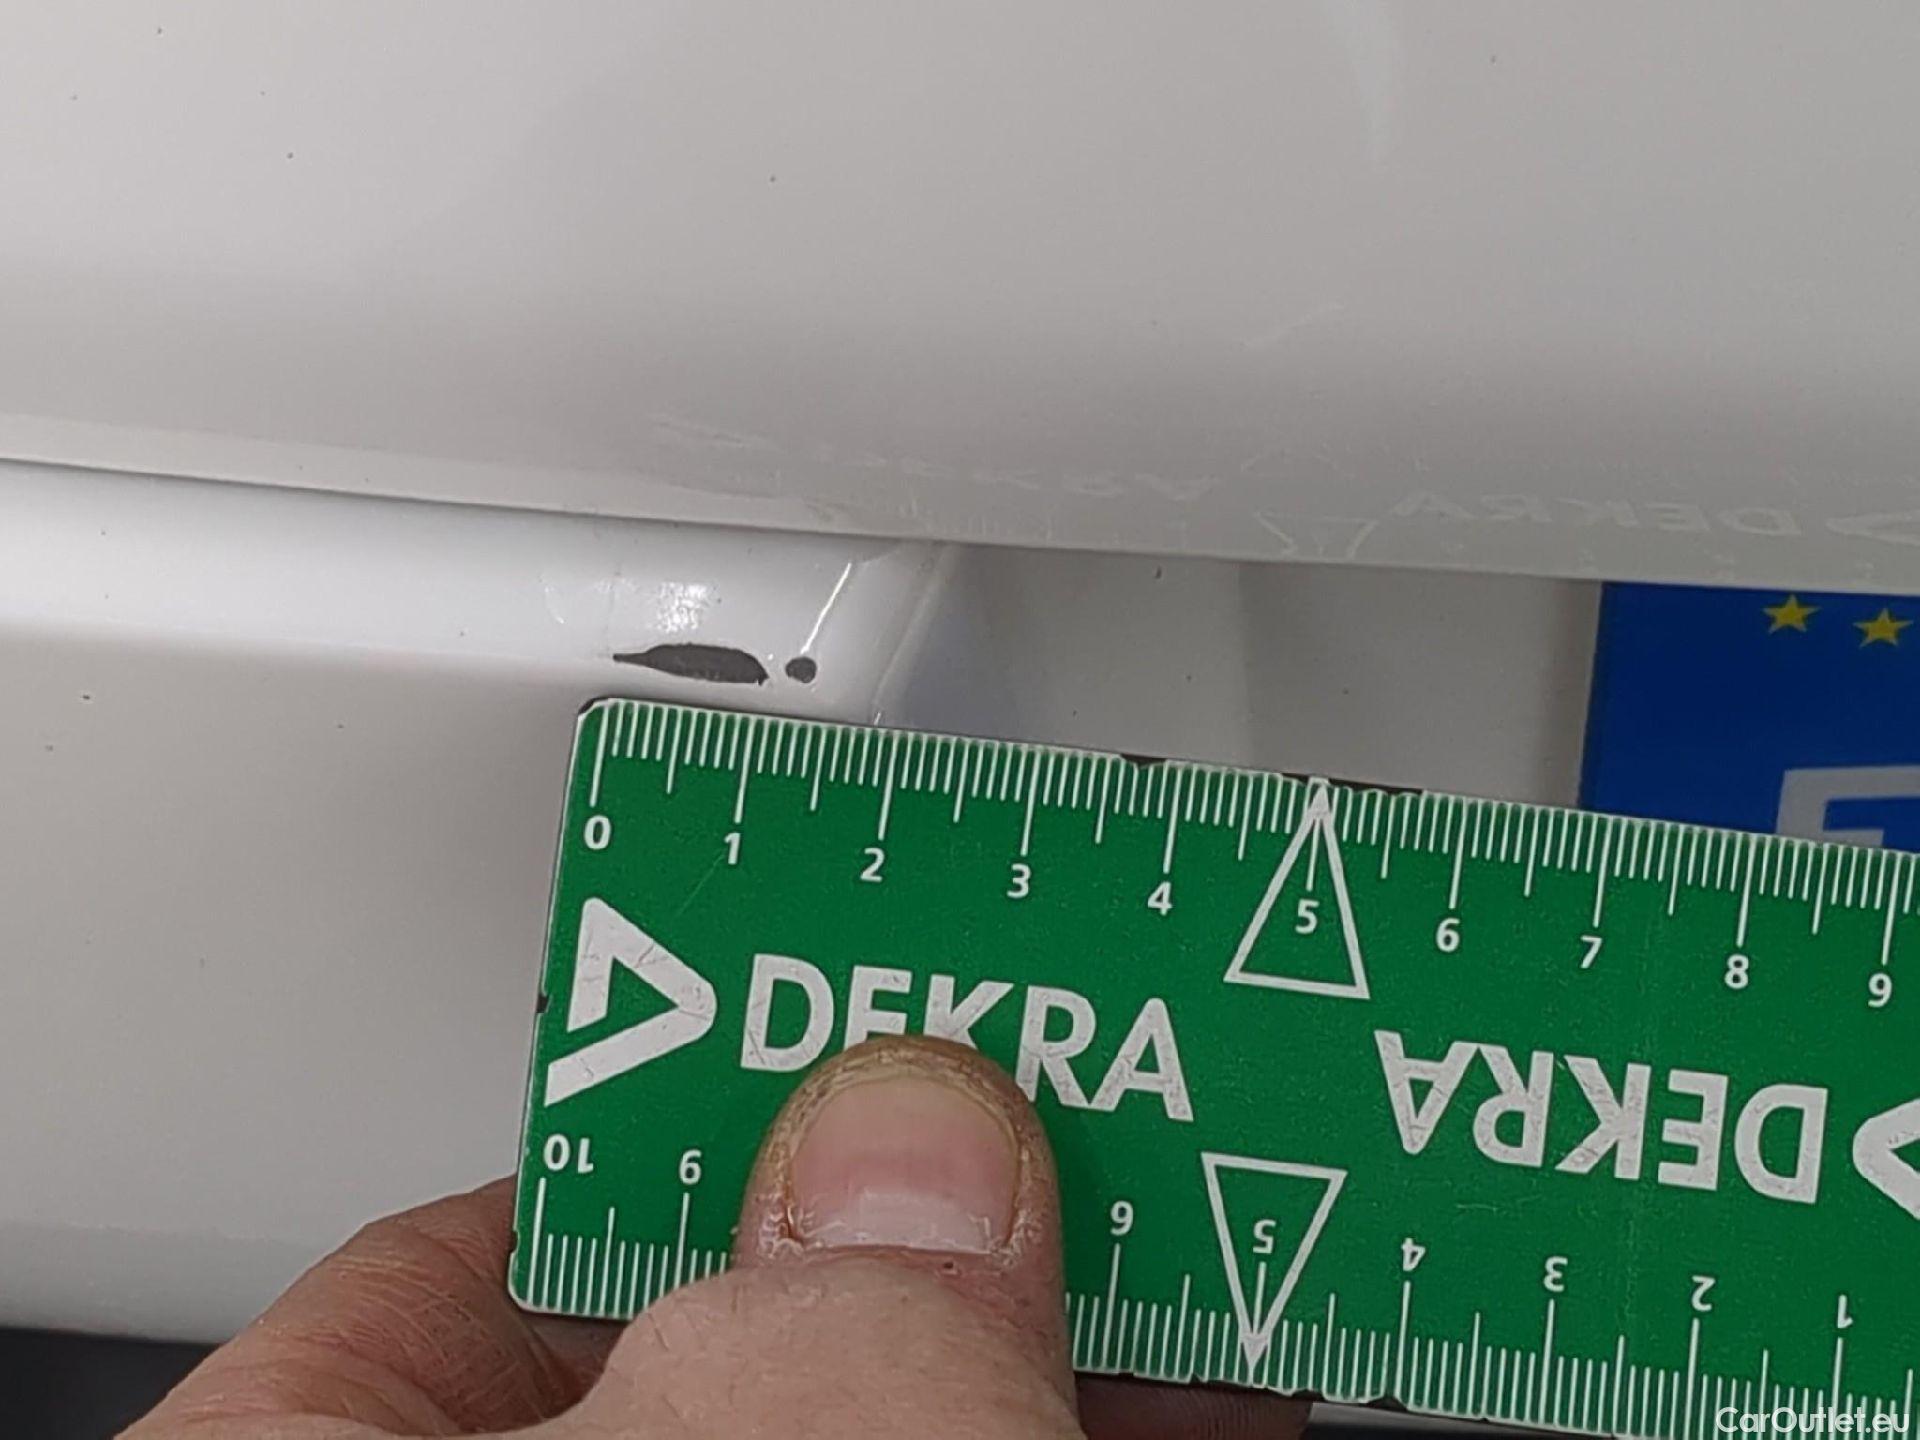 0 1 2 3 4 5 6 7 8 9
DEKRA
DEKRA
10 9 6 5 4 3 2 1
CarOutlet.eu